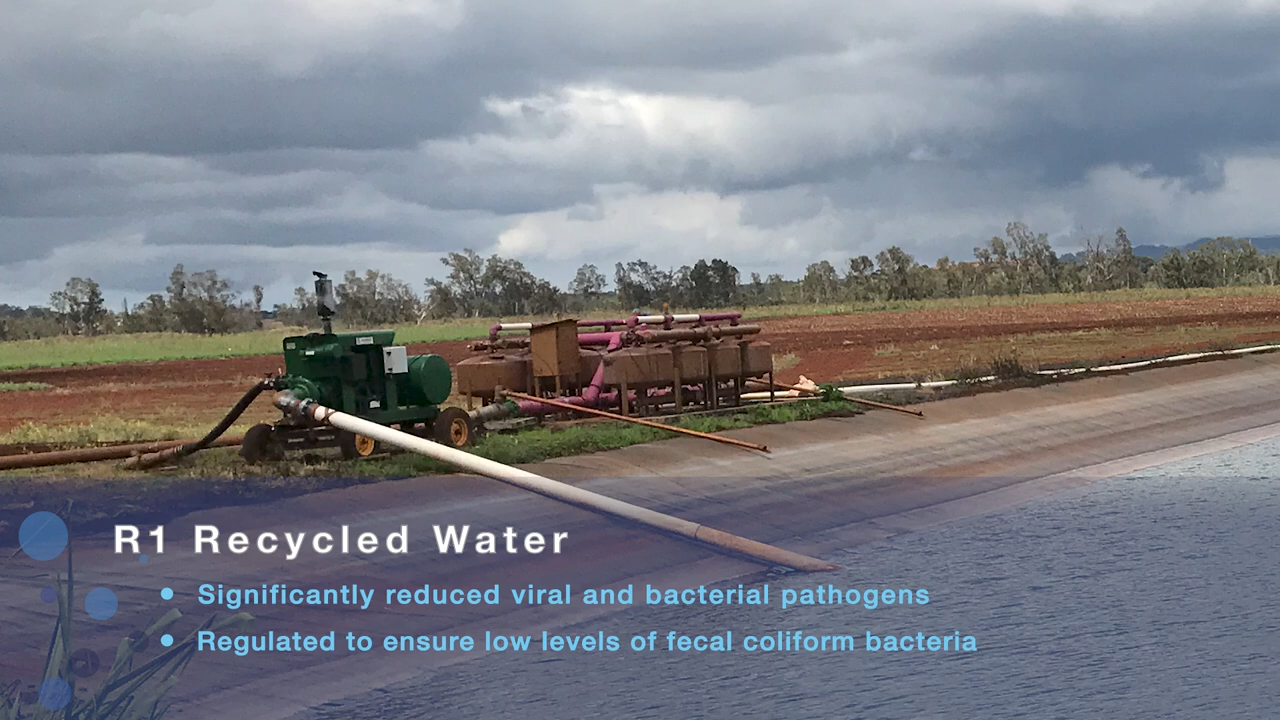 R1 Recycled Water
• Significantly reduced viral and bacterial pathogens
• Regulated to ensure low levels of fecal coliform bacteria